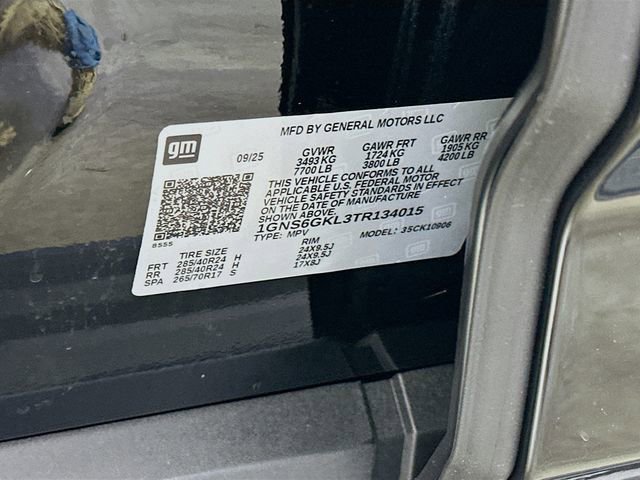 MFD BY GENERAL MOTORS LLC
gm
09/25
GVWR GAWR FRT GAWR RR
3493 KG 1724 KG 1905 KG
7700 LB 3800 LB 4200 LB
THIS VEHICLE CONFORMS TO ALL
APPLICABLE U.S. FEDERAL MOTOR
VEHICLE SAFETY STANDARDS IN EFFECT
ON THE DATE OF MANUFACTURE
SHOWN ABOVE.
1GNS6GKL3TR134015
8555
TYPE: MPV MODEL: 35CK10906
TIRE SIZE RIM
FRT 285/40R24 H 24X9.5J
RR 285/40R24 H 24X9.5J
SPA 265/70R17 S 17X8J